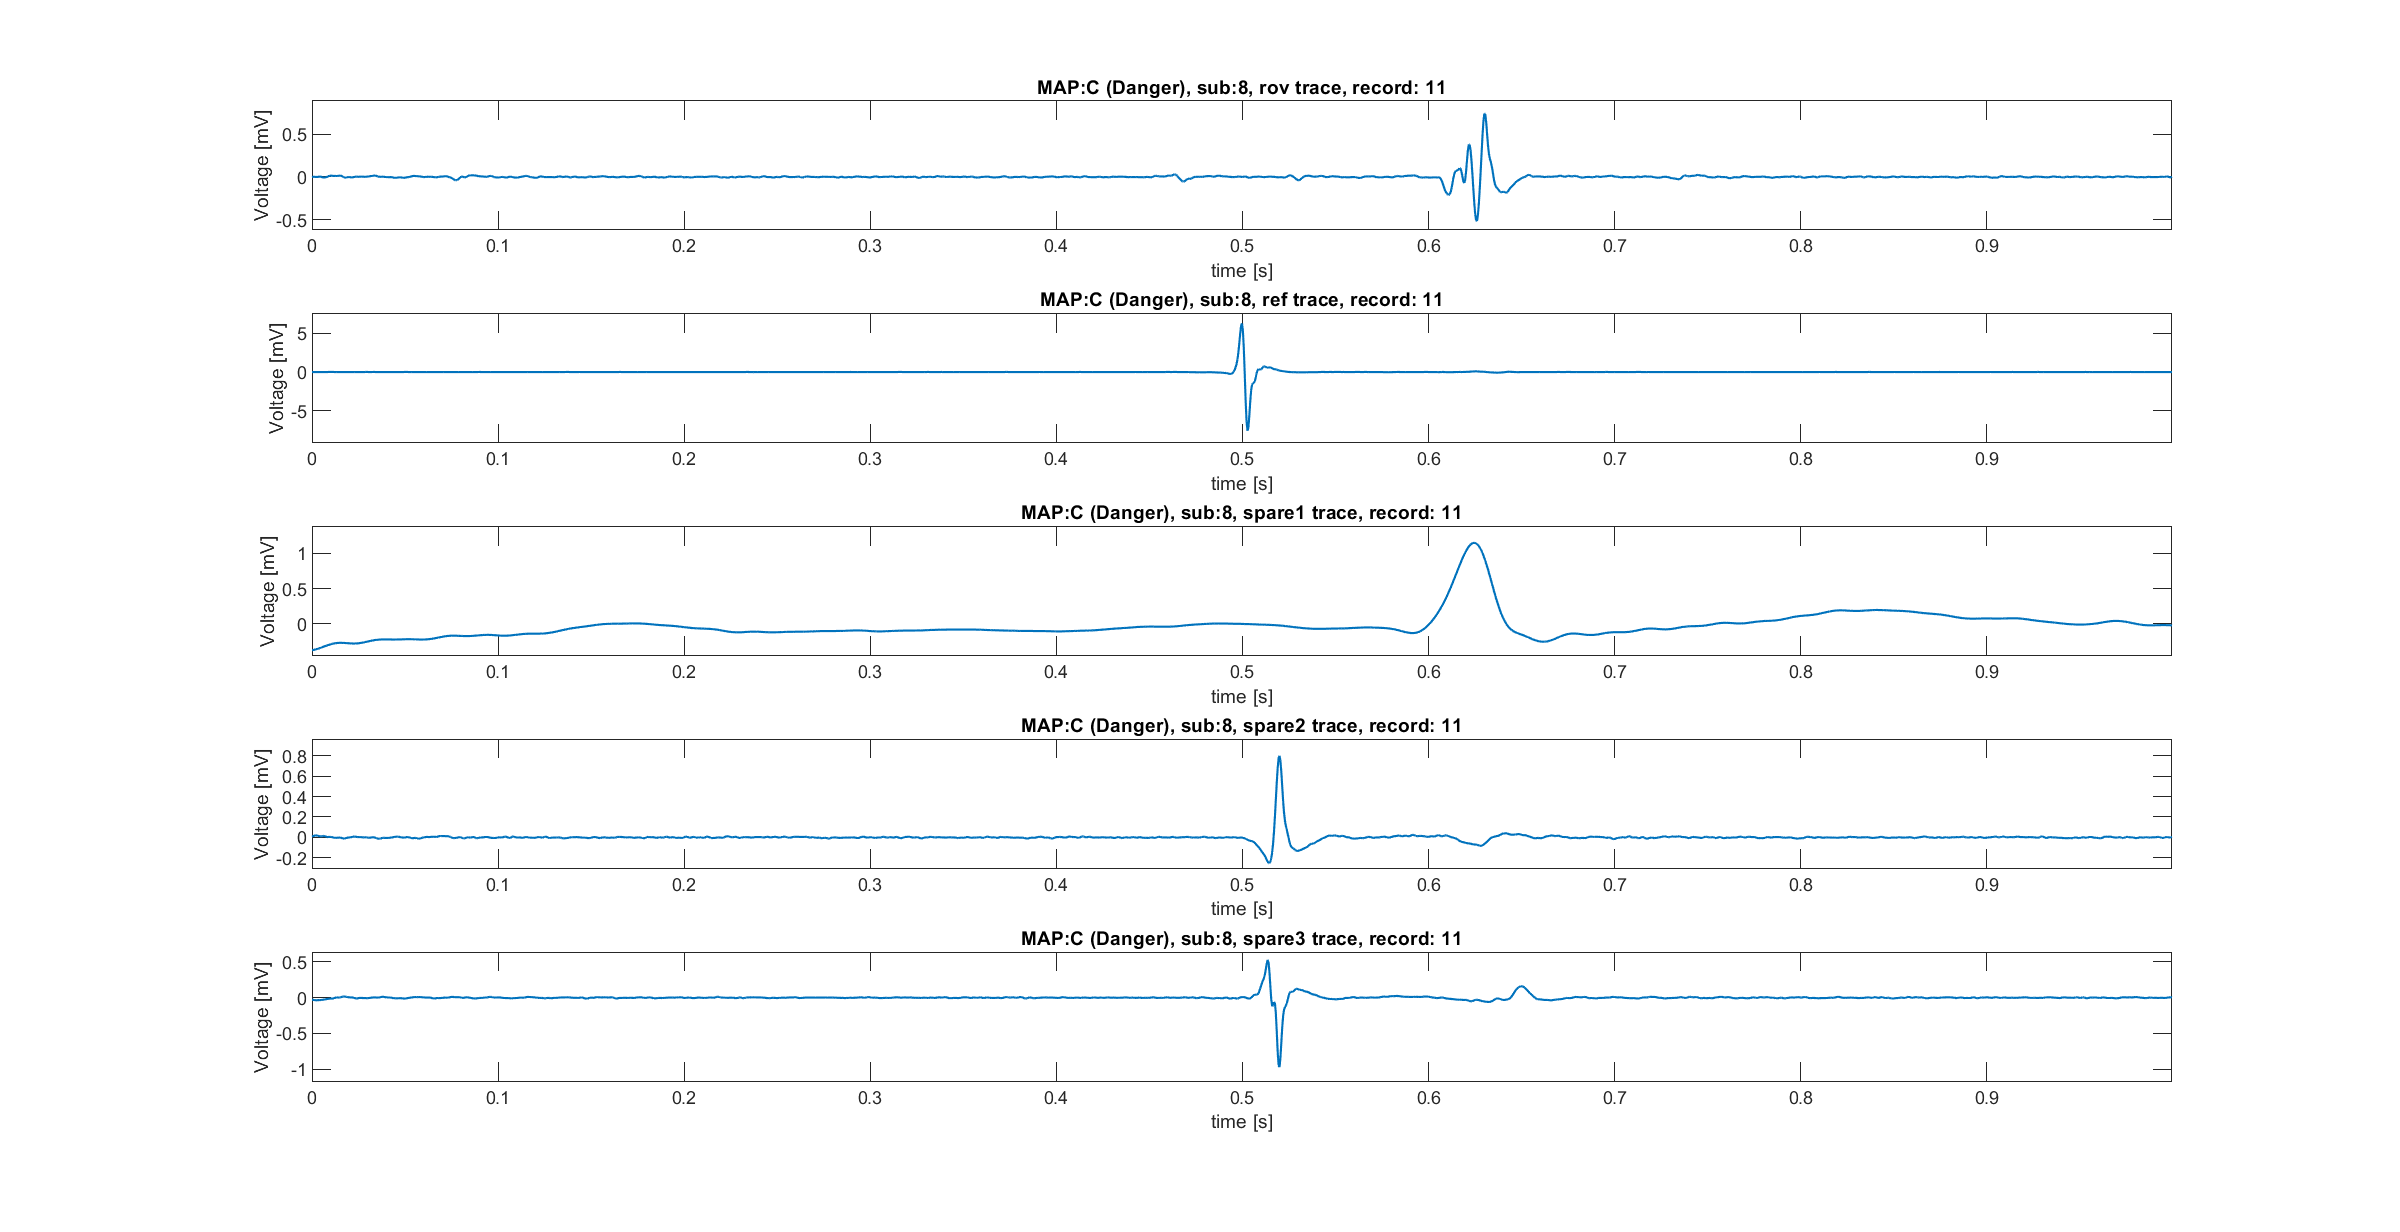 MAP:C (Danger), sub:8, rov trace, record: 11
Voltage [mV]
0.5
0
-0.5
0 0.1 0.2 0.3 0.4 0.5 0.6 0.7 0.8 0.9
time [s]
MAP:C (Danger), sub:8, ref trace, record: 11
Voltage [mV]
5
0
-5
0 0.1 0.2 0.3 0.4 0.5 0.6 0.7 0.8 0.9
time [s]
MAP:C (Danger), sub:8, spare1 trace, record: 11
Voltage [mV]
1
0.5
0
0 0.1 0.2 0.3 0.4 0.5 0.6 0.7 0.8 0.9
time [s]
MAP:C (Danger), sub:8, spare2 trace, record: 11
Voltage [mV]
0.8
0.6
0.4
0.2
0
-0.2
0 0.1 0.2 0.3 0.4 0.5 0.6 0.7 0.8 0.9
time [s]
MAP:C (Danger), sub:8, spare3 trace, record: 11
Voltage [mV]
0.5
0
-0.5
-1
0 0.1 0.2 0.3 0.4 0.5 0.6 0.7 0.8 0.9
time [s]